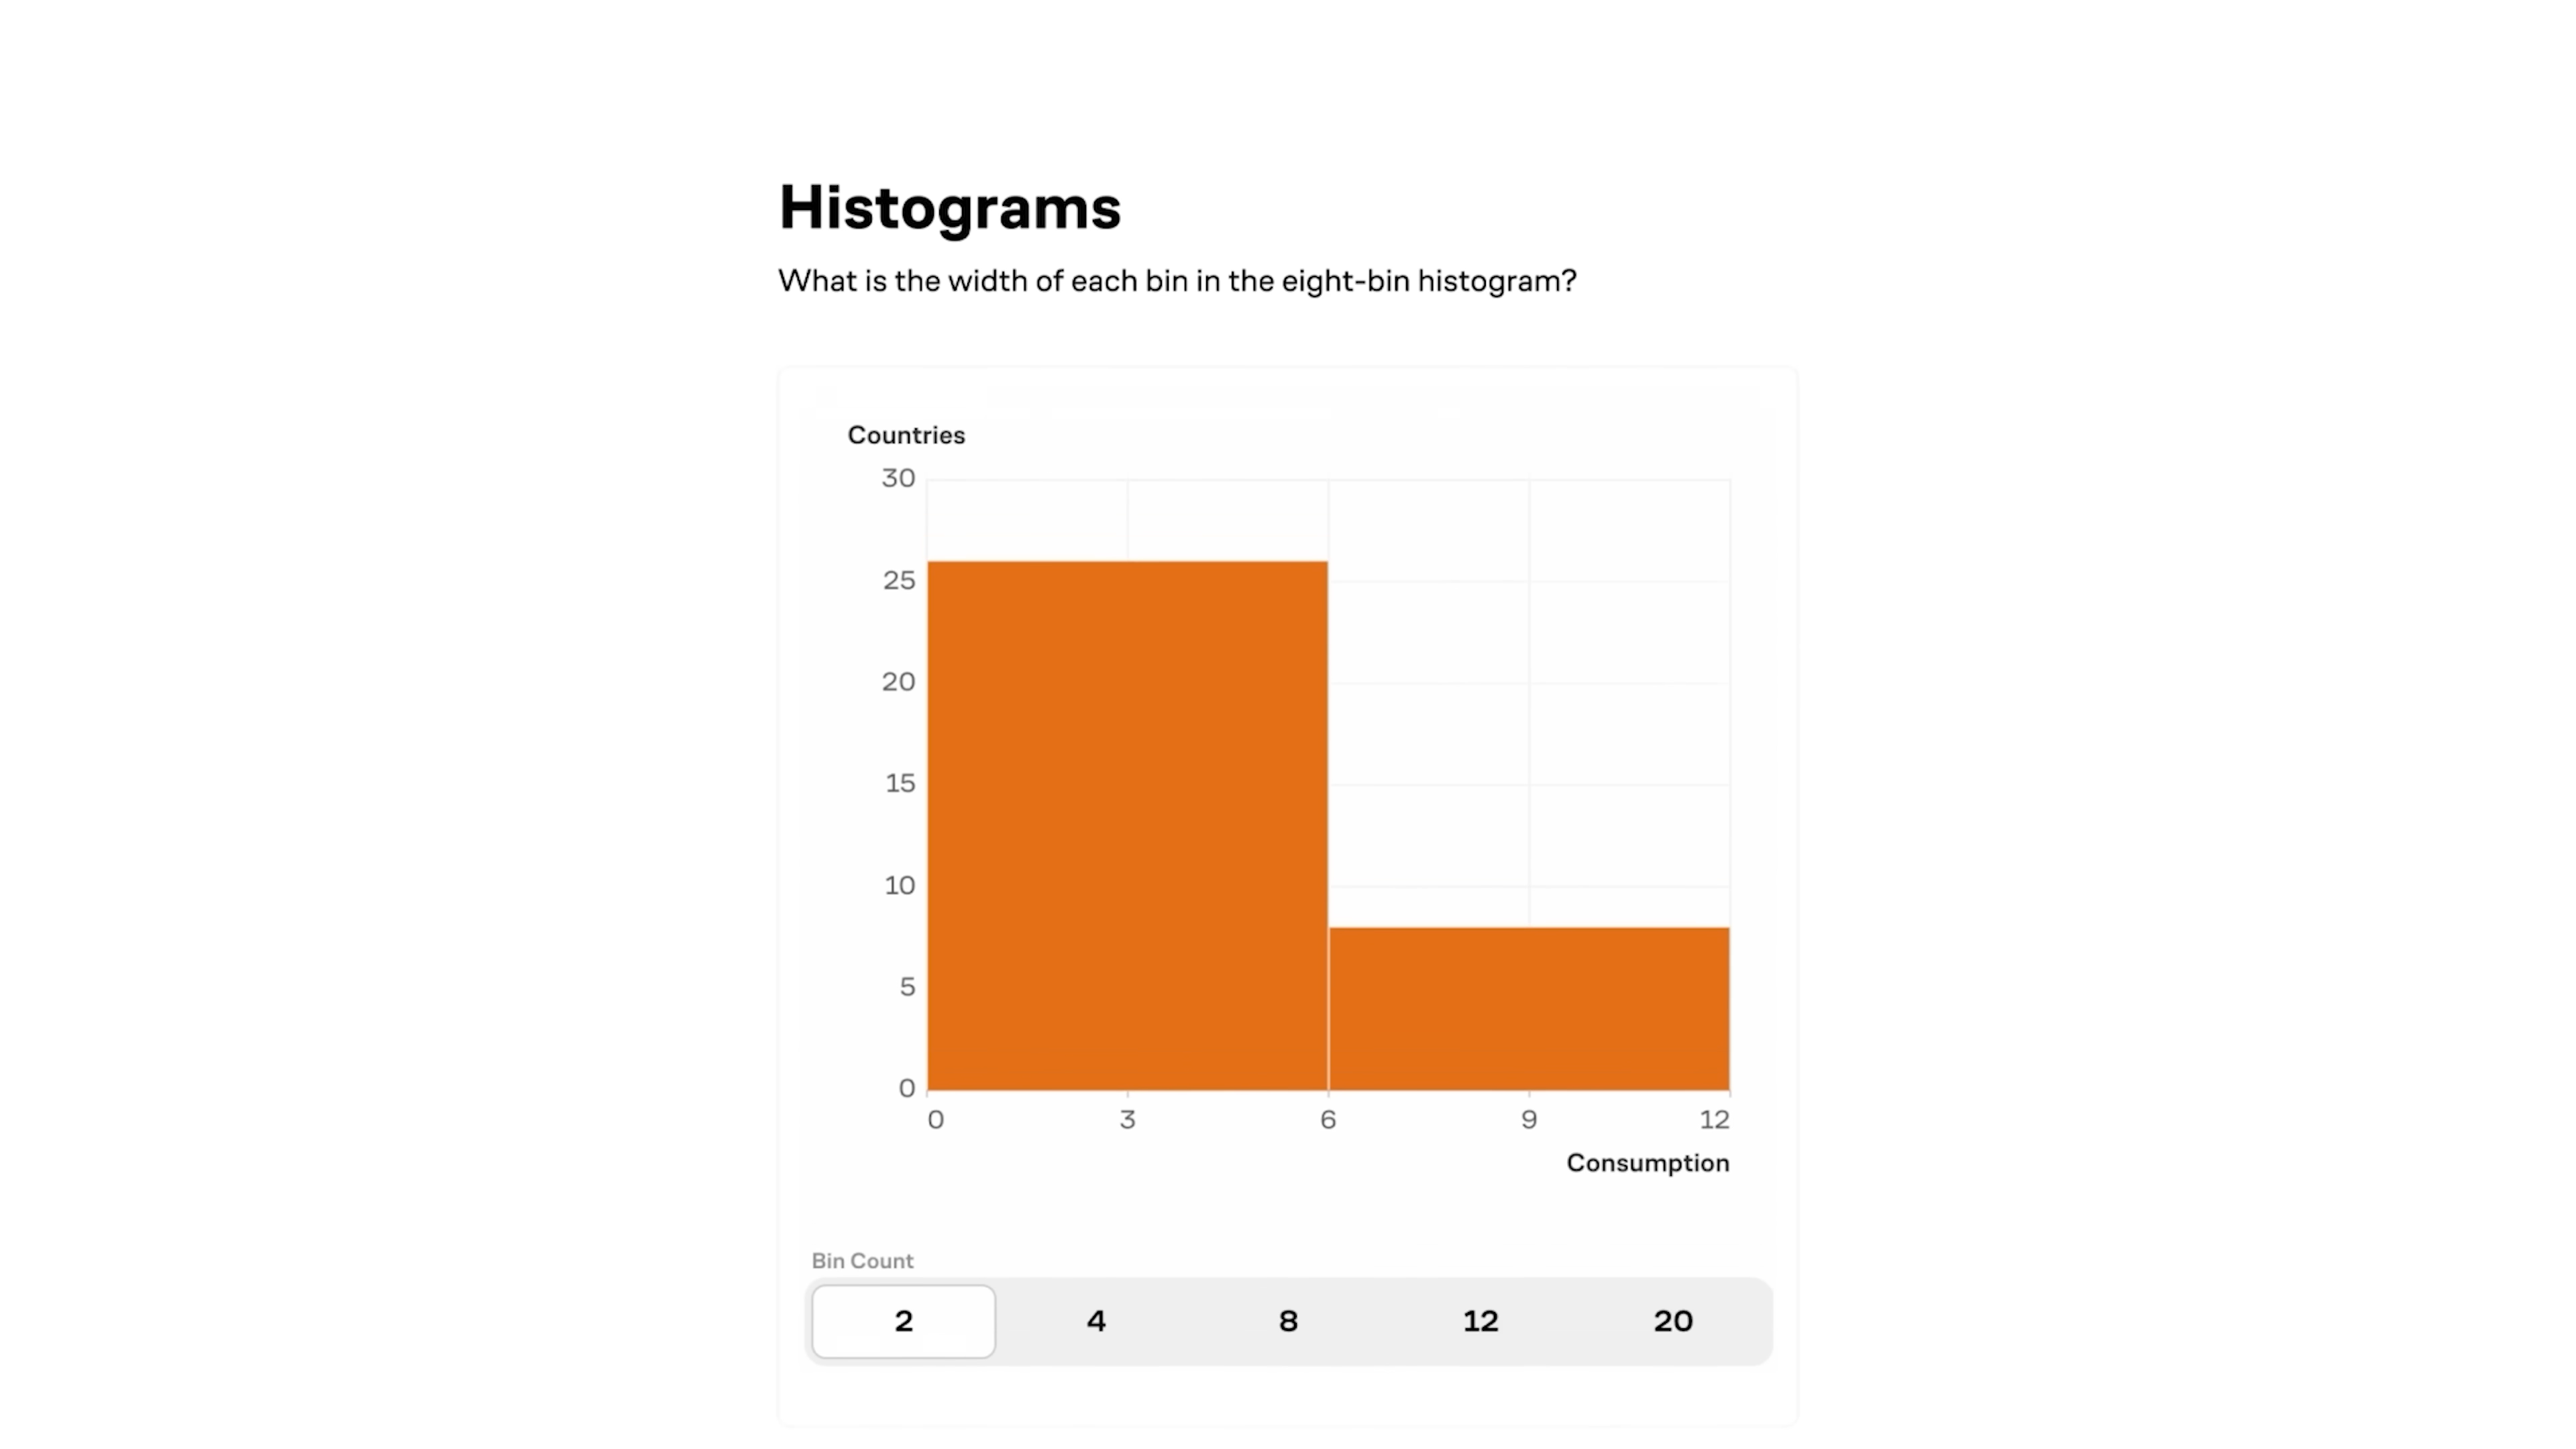 Histograms
What is the width of each bin in the eight-bin histogram?
Countries
30
25
20
15
10
5
0
0 3 6 9 12
Consumption
Bin Count
2 4 8 12 20